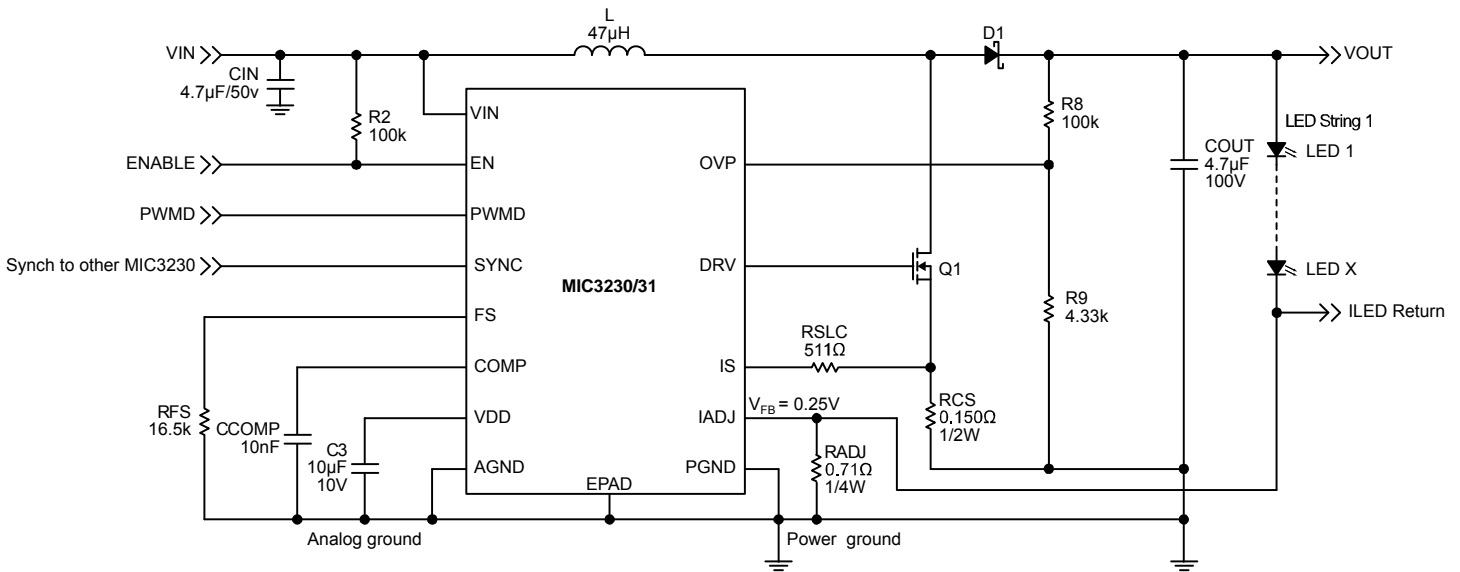 L
47µH
VIN
CIN
4.7µF/50v
R2
100k
D1
VOUT
R8
100k
LED String 1
LED 1
COUT
4.7µF
100V
ENABLE
PWMD
Synch to other MIC3230
VIN
EN
PWMD
SYNC
FS
COMP
VDD
AGND
EPAD
MIC3230/31
OVP
DRV
IS
IADJ
PGND
Q1
R9
4.33k
LED X
ILED Return
RSLC
511Ω
VFB = 0.25V
RCS
0.150Ω
1/2W
RADJ
0.71Ω
1/4W
RFS
16.5k
CCOMP
10nF
C3
10µF
10V
Analog ground
Power ground